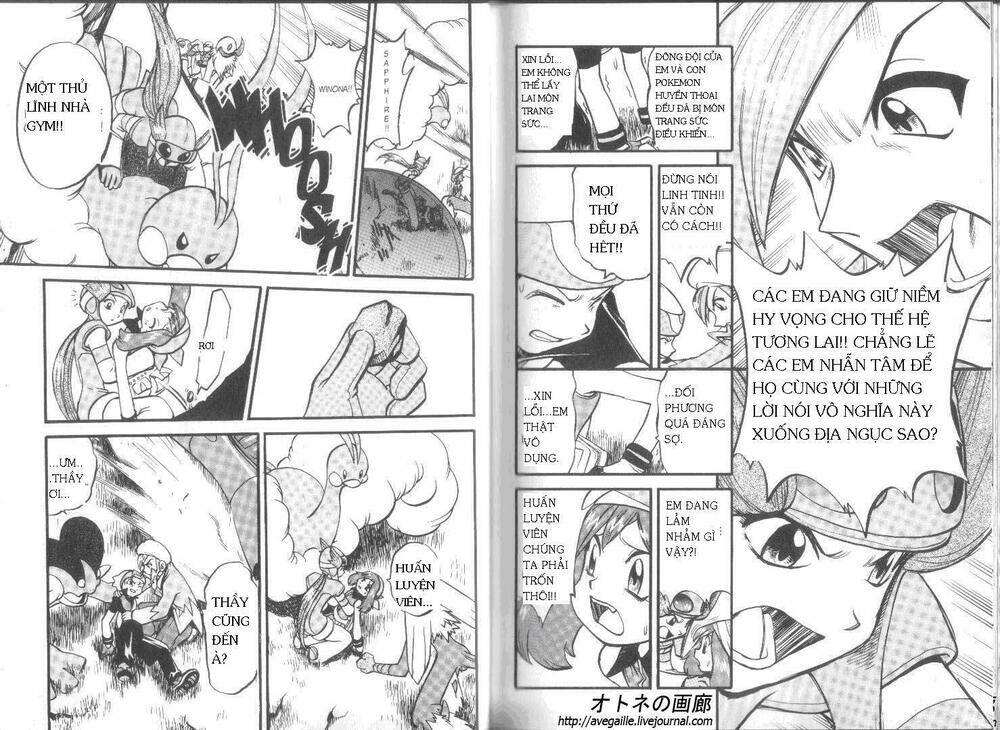 CÁC EM ĐANG GIỮ NIỀM
HY VỌNG CHO THẾ HỆ
TƯƠNG LAI!! CHẲNG LẼ
CÁC EM NHẪN TÂM ĐỂ
HỌ CÙNG VỚI NHỮNG
LỜI NÓI VÔ NGHĨA NÀY
XUỐNG ĐỊA NGỤC SAO?
ĐỒNG ĐỘI CỦA
EM VÀ CON
POKEMON
HUYỀN THOẠI
ĐỀU ĐÃ BỊ MÓN
TRANG SỨC
ĐIỀU KHIỂN...
XIN LỖI...
EM KHÔNG
THỂ LẤY
LẠI MÓN
TRANG
SỨC...
ĐỪNG NÓI
LINH TINH!!
VẪN CÒN
CÓ CÁCH!!
MỌI
THỨ
ĐỀU ĐÃ
HẾT!!
...ĐỐI
PHƯƠNG
QUÁ ĐÁNG
SỢ.
...XIN
LỖI...EM
THẬT
VÔ
DỤNG.
EM ĐANG
LẢM
NHẢM GÌ
VẬY?!
HUẤN
LUYỆN
VIÊN
CHÚNG
TA PHẢI
TRỐN
THÔI!!
オトネの画廊
http://avegaille.livejournal.com
SAPPHIRE!!
WINONA!!
WHOOSH
MỘT THỦ
LĨNH NHÀ
GYM!!
RƠI
HUẤN
LUYỆN
VIÊN...
THẦY
CŨNG
ĐẾN
À?
...ƯM..
THẦY
ƠI...